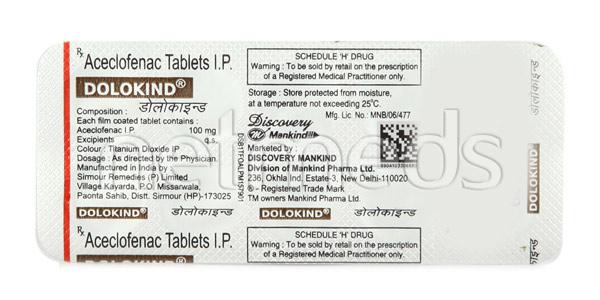 Rx Aceclofenac Tablets I.P.
DOLOKIND®
डोलोकाइन्ड
Composition :
Each film coated tablet contains :
Aceclofenac I.P. 100 mg
Excipients q.s.
Colour : Titanium Dioxide IP
Dosage : As directed by the Physician.
Manufactured in India by :
Sirmour Remedies (P) Limited
Village Kayarda, P.O. Missarwala,
Paonta Sahib, Distt. Sirmour (HP)-173025
SCHEDULE 'H' DRUG
Warning : To be sold by retail on the prescription
of a Registered Medical Practitioner only.
Storage : Store protected from moisture,
at a temperature not exceeding 25°C.
Mfg. Lic. No.: MNB/06/477
Discovery
Mankind
Marketed by :
DISCOVERY MANKIND
Division of Mankind Pharma Ltd.
236, Okhla Ind. Estate-3, New Delhi-110020
® - Registered Trade Mark
TM owners Mankind Pharma Ltd.
DOLOKIND® डोलोकाइन्ड DOLOKIND® डोलोकाइन्ड
Rx Aceclofenac Tablets I.P.
DOLOKIND®
SCHEDULE 'H' DRUG
Warning : To be sold by retail on the prescription
of a Registered Medical Practitioner only.
डोलोकाइन्ड
DOLOKIND®
netmeds